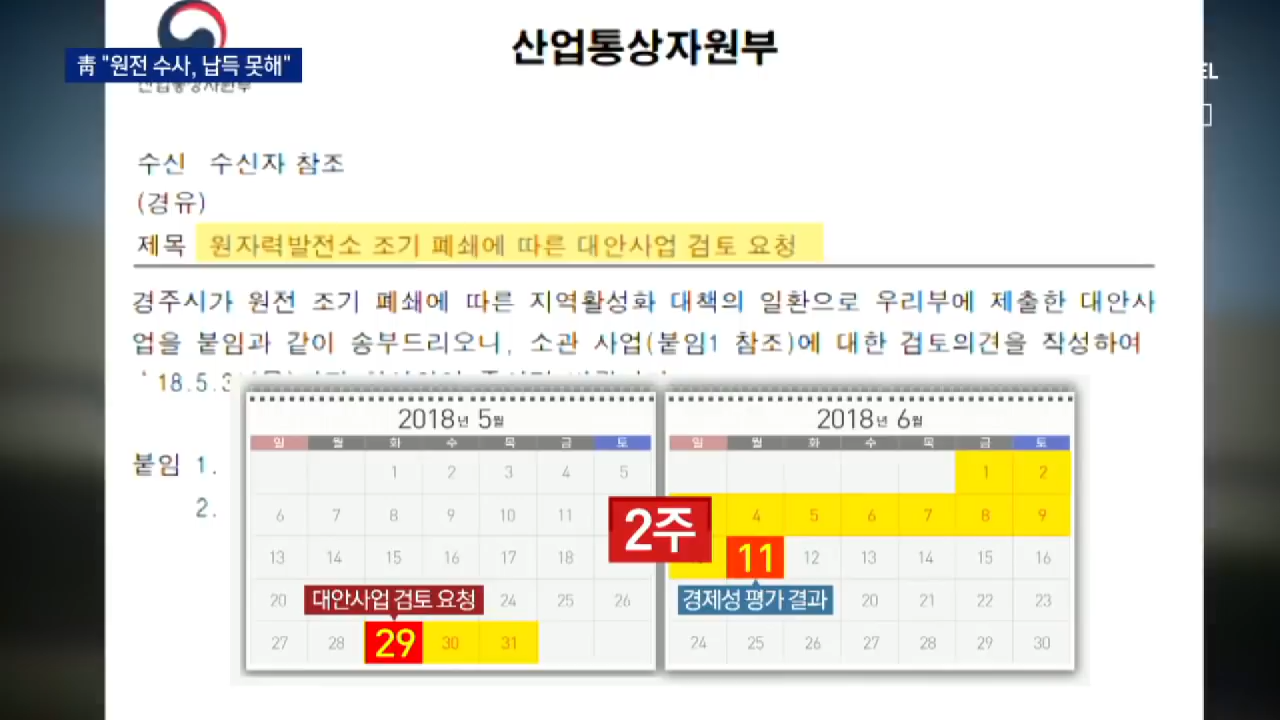 산업통상자원부
靑 "원전 수사, 납득 못해"
산업통상자원부
EL
수신 수신자 참조
(경유)
제목 원자력발전소 조기 폐쇄에 따른 대안사업 검토 요청
경주시가 원전 조기 폐쇄에 따른 지역활성화 대책의 일환으로 우리부에 제출한 대안사
업을 붙임과 같이 송부드리오니, 소관 사업(붙임1 참조)에 대한 검토의견을 작성하여
'18.5.3
붙임 1.
2.
2018년 5월
일 월 화 수 목 금 토
1 2 3 4 5
6 7 8 9 10 11
13 14 15 16 17 18
20 대안사업 검토 요청 24 25 26
27 28 29 30 31
2주
2018년 6월
일 월 화 수 목 금 토
1 2
4 5 6 7 8 9
11 12 13 14 15 16
경제성 평가 결과 20 21 22 23
24 25 26 27 28 29 30